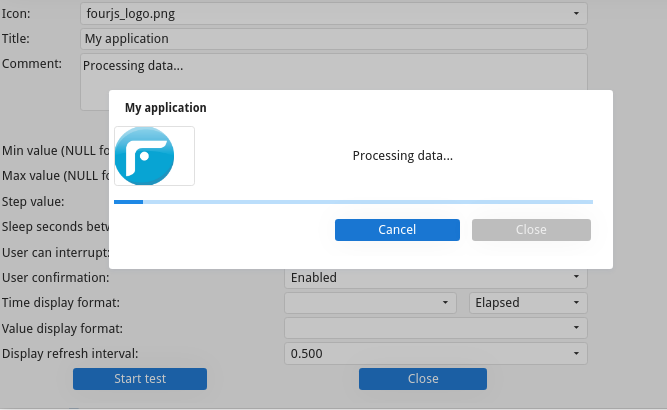 Icon: fourjs_logo.png
Title: My application
Comment: Processing data...
My application
Processing data...
Min value (NULL fo
Max value (NULL fo
Step value:
Sleep seconds betw
Cancel Close
User can interrupt:
User confirmation: Enabled
Time display format: Elapsed
Value display format:
Display refresh interval: 0.500
Start test Close